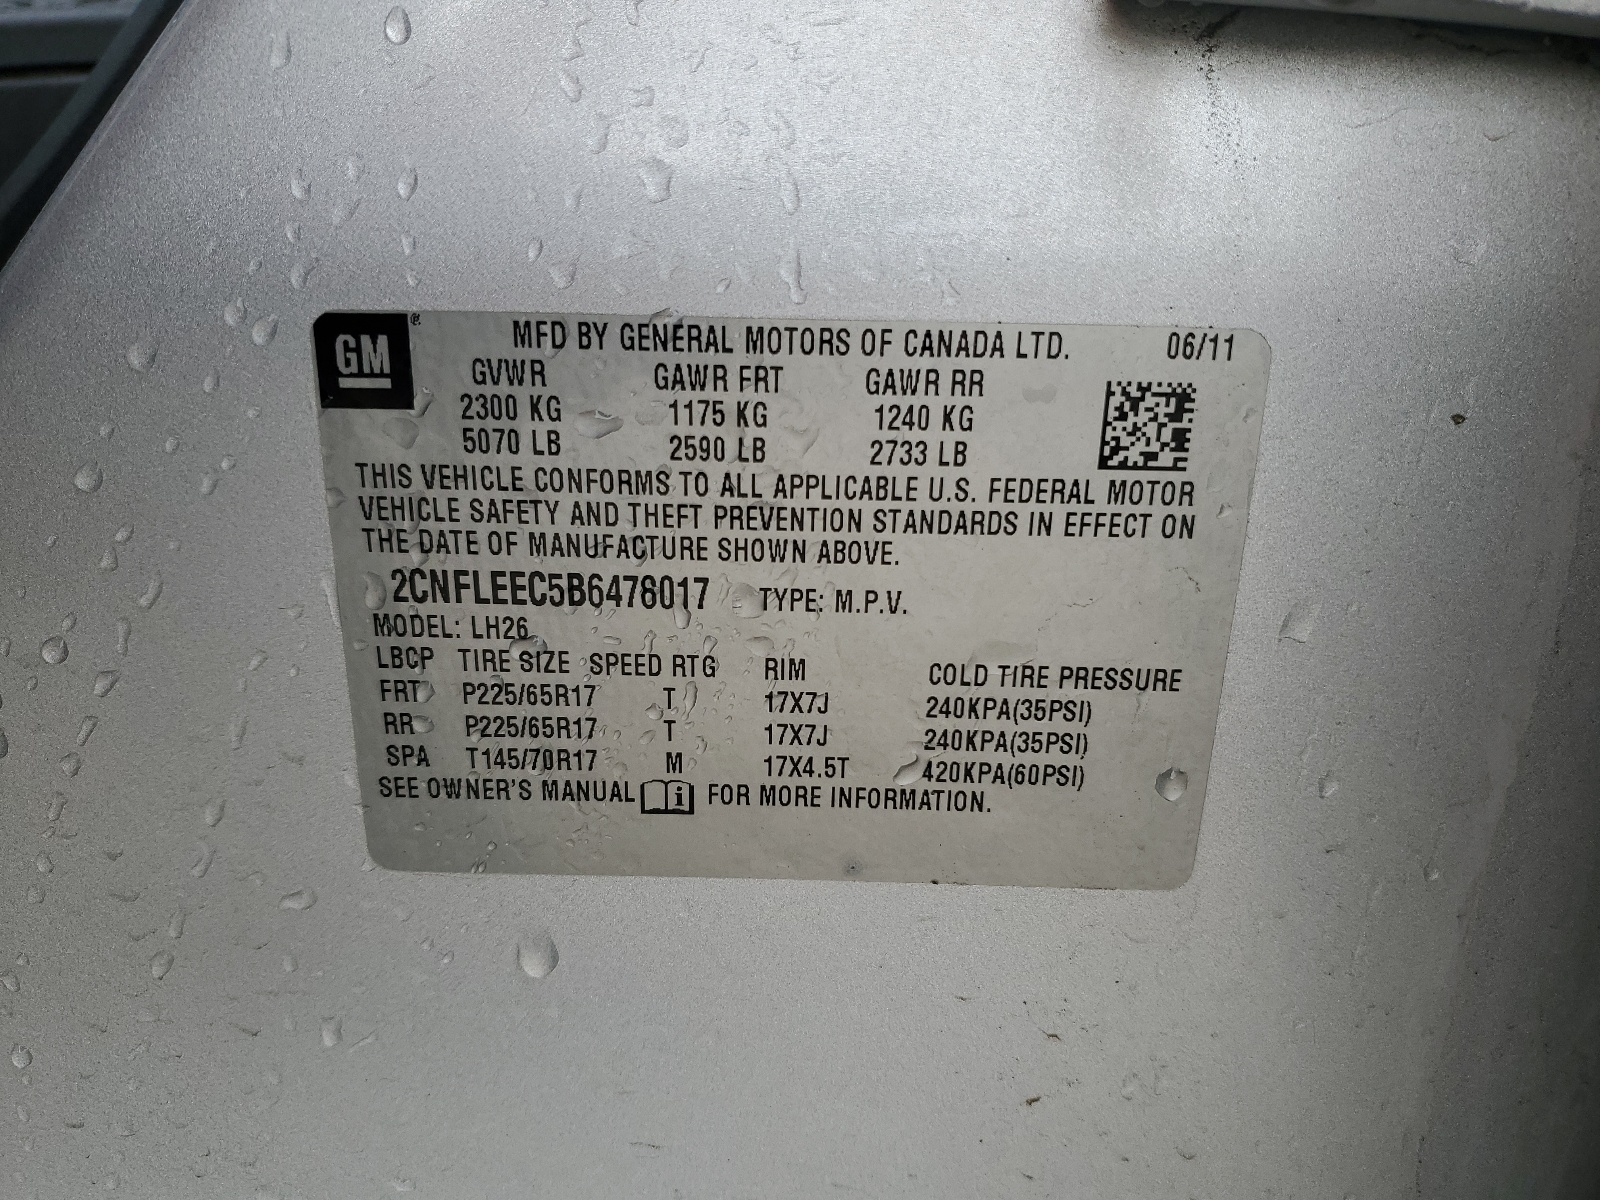 GM ®
MFD BY GENERAL MOTORS OF CANADA LTD. 06/11
GVWR GAWR FRT GAWR RR
2300 KG 1175 KG 1240 KG
5070 LB 2590 LB 2733 LB
THIS VEHICLE CONFORMS TO ALL APPLICABLE U.S. FEDERAL MOTOR
VEHICLE SAFETY AND THEFT PREVENTION STANDARDS IN EFFECT ON
THE DATE OF MANUFACTURE SHOWN ABOVE.
2CNFLEEC5B6478017 TYPE: M.P.V.
MODEL: LH26
LBCP TIRE SIZE SPEED RTG RIM COLD TIRE PRESSURE
FRT P225/65R17 T 17X7J 240KPA(35PSI)
RR P225/65R17 T 17X7J 240KPA(35PSI)
SPA T145/70R17 M 17X4.5T 420KPA(60PSI)
SEE OWNER'S MANUAL i FOR MORE INFORMATION.